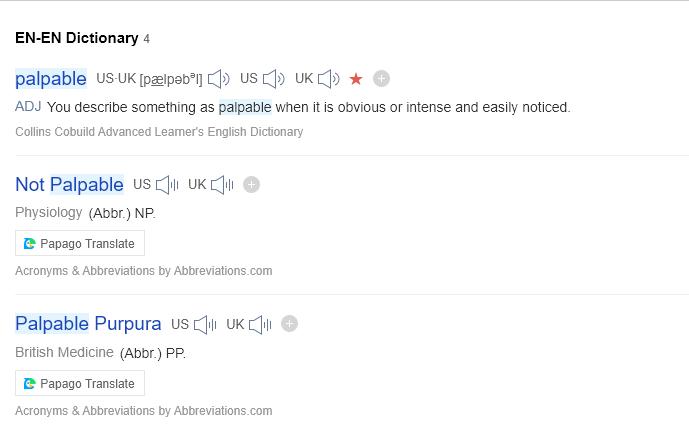 EN-EN Dictionary 4
palpable US·UK [pælpəbᵊl] US UK
ADJ You describe something as palpable when it is obvious or intense and easily noticed.
Collins Cobuild Advanced Learner's English Dictionary
Not Palpable US UK
Physiology (Abbr.) NP.
Papago Translate
Acronyms & Abbreviations by Abbreviations.com
Palpable Purpura US UK
British Medicine (Abbr.) PP.
Papago Translate
Acronyms & Abbreviations by Abbreviations.com